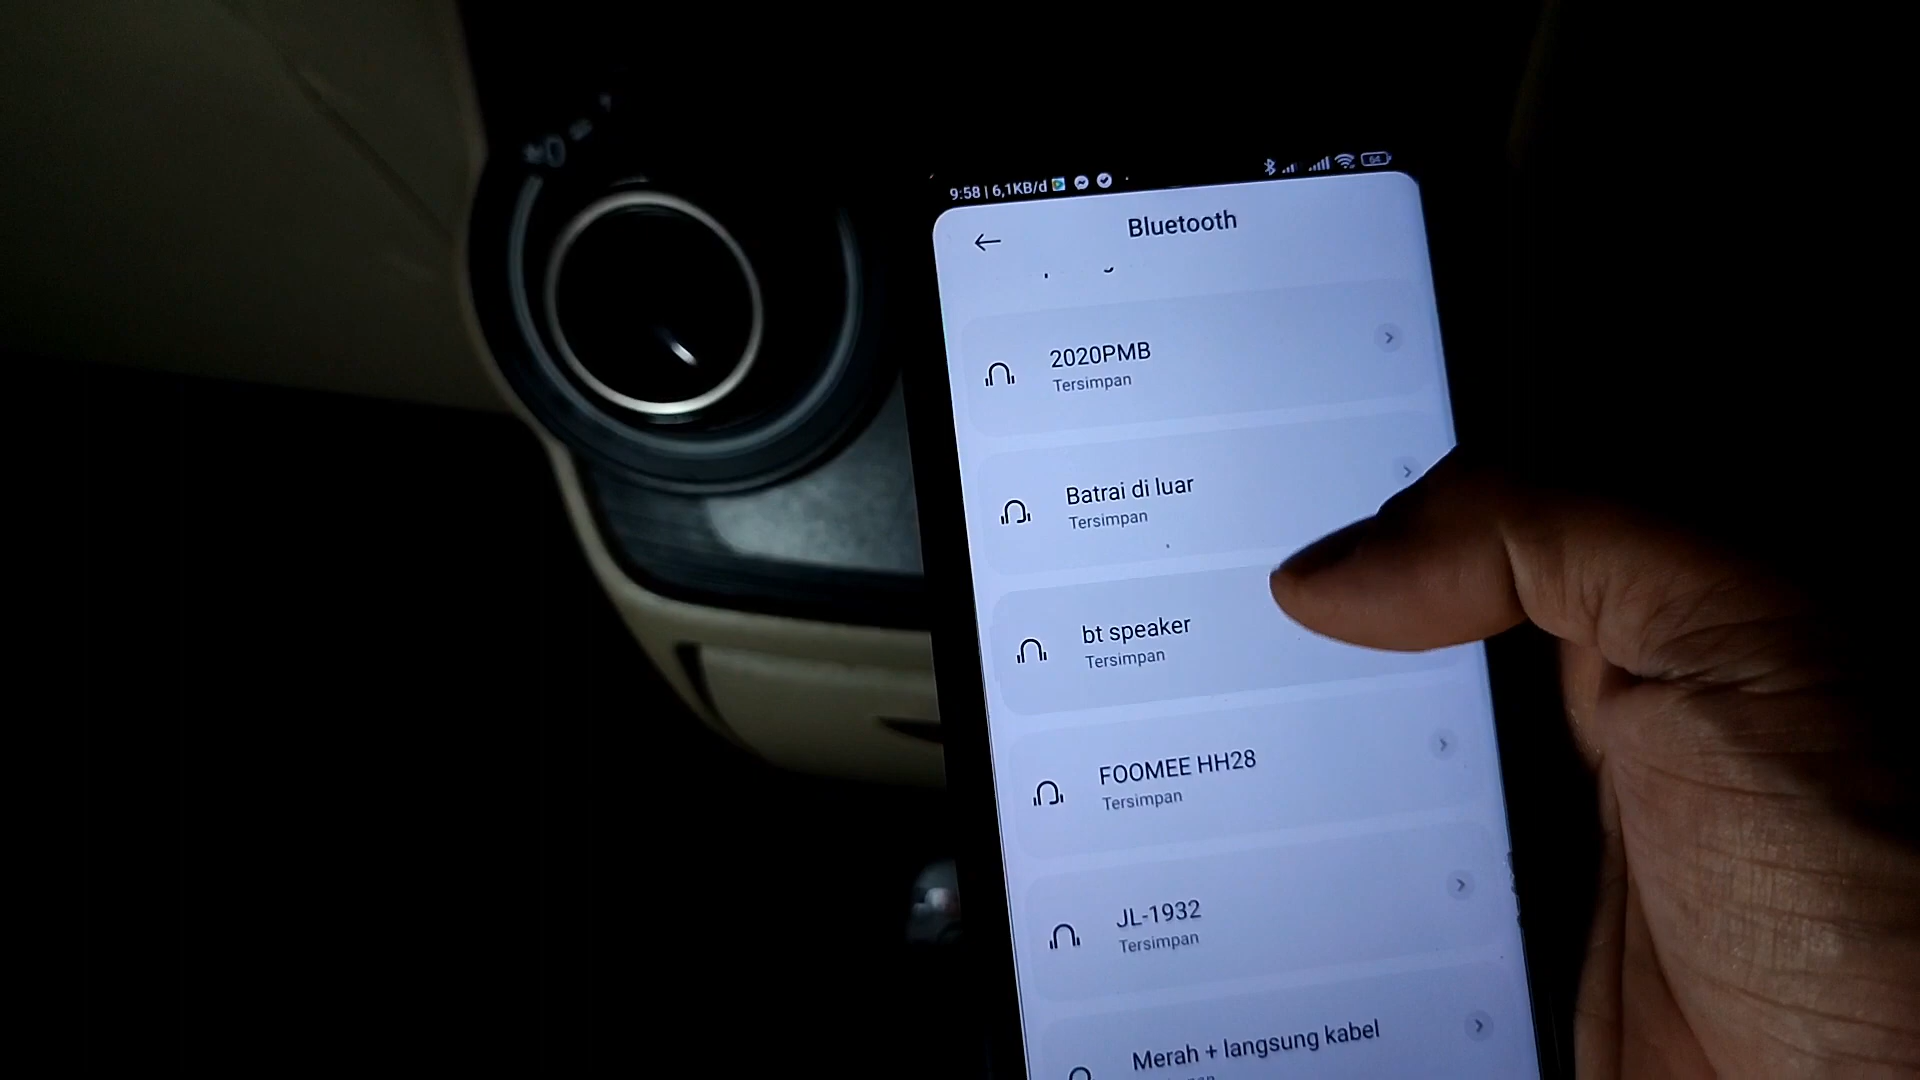 9:58 | 6,1KB/d
64
Bluetooth
2020PMB
Tersimpan
Batrai di luar
Tersimpan
bt speaker
Tersimpan
FOOMEE HH28
Tersimpan
JL-1932
Tersimpan
Merah + langsung kabel